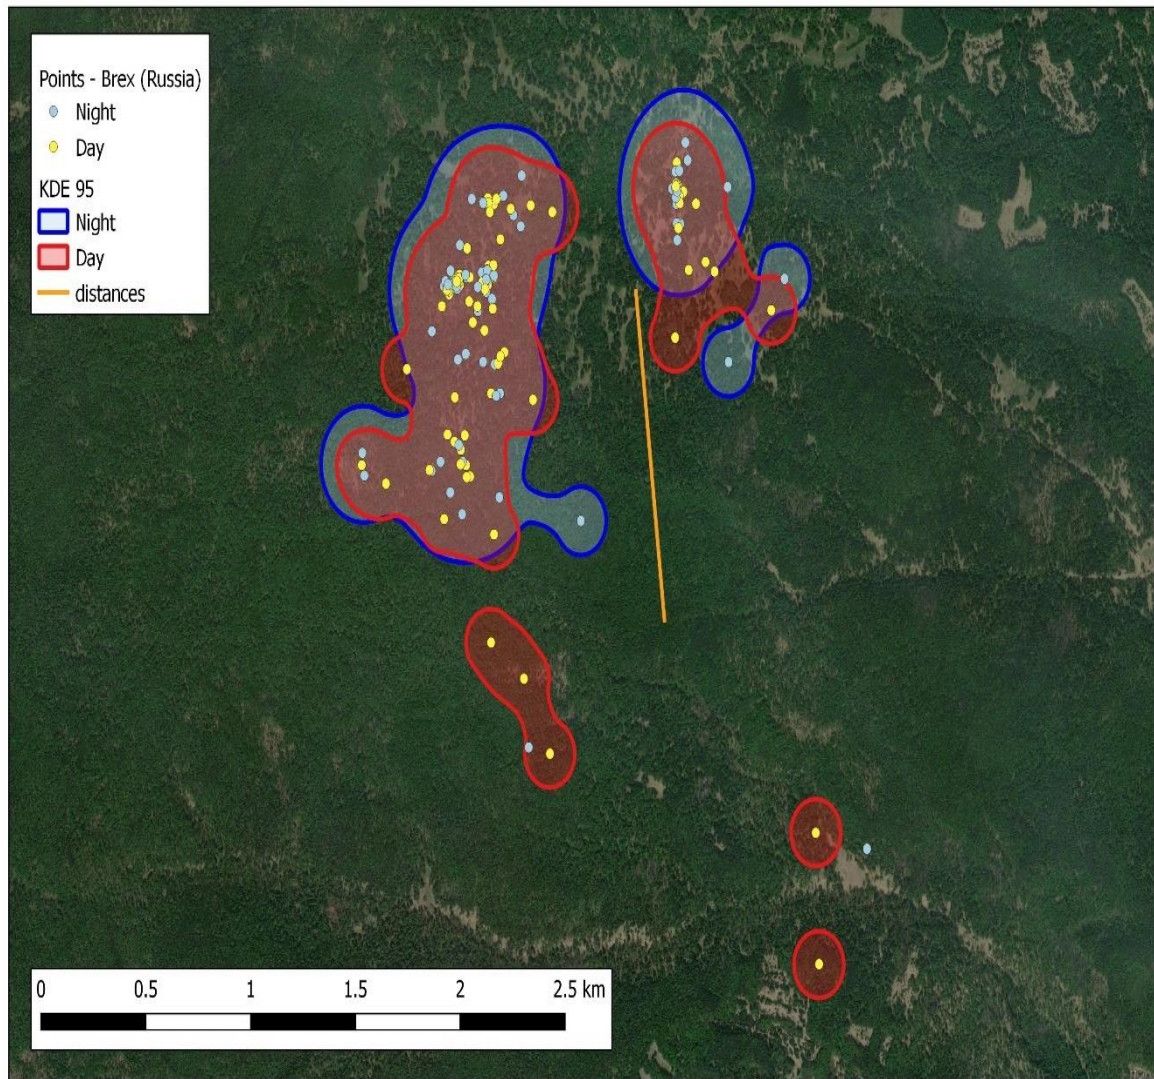 Points - Brex (Russia)
Night
Day
KDE 95
Night
Day
distances
0 0.5 1 1.5 2 2.5 km